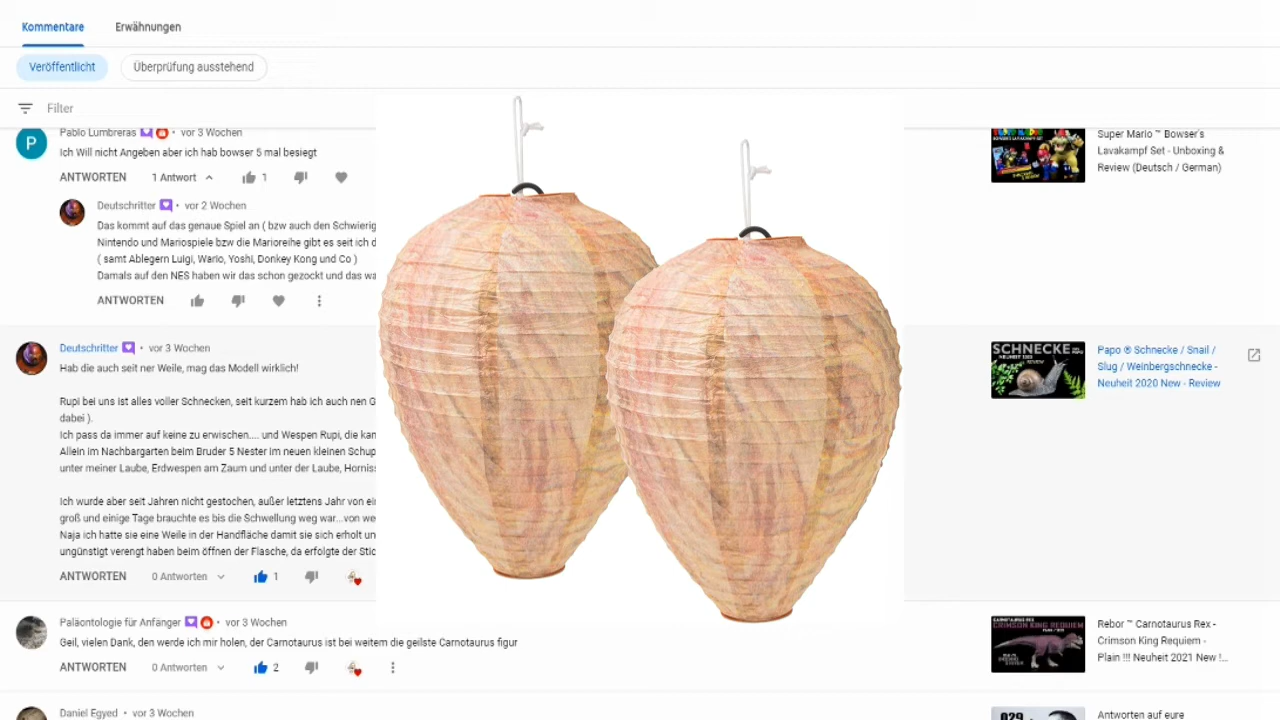 Kommentare Erwähnungen
Veröffentlicht Überprüfung ausstehend
Filter
Pablo Lumbreras • vor 3 Wochen
Ich Will nicht Angeben aber ich hab bowser 5 mal besiegt
ANTWORTEN 1 Antwort 1
Super Mario ™ Bowser's
Lavakampf Set - Unboxing &
Review (Deutsch / German)
Deutschritter • vor 2 Wochen
Das kommt auf das genaue Spiel an ( bzw auch den Schwierig
Nintendo und Mariospiele bzw die Marioreihe gibt es seit ich d
( samt Ablegern Luigi, Wario, Yoshi, Donkey Kong und Co )
Damals auf den NES haben wir das schon gezockt und das wa
ANTWORTEN
Deutschritter • vor 3 Wochen
Hab die auch seit ner Weile, mag das Modell wirklich!
Rupi bei uns ist alles voller Schnecken, seit kurzem hab ich auch nen G
dabei ).
Ich pass da immer auf keine zu erwischen.... und Wespen Rupi, die kan
Allein im Nachbargarten beim Bruder 5 Nester im neuen kleinen Schup
unter meiner Laube, Erdwespen am Zaum und unter der Laube, Horniss
Ich wurde aber seit Jahren nicht gestochen, außer letztens Jahr von ei
groß und einige Tage brauchte es bis die Schwellung weg war...von we
Naja ich hatte sie eine Weile in der Handfläche damit sie sich erholt un
ungünstig verengt haben beim öffnen der Flasche, da erfolgte der Stic
ANTWORTEN 0 Antworten 1
SCHNECKE
NEUHEIT 2020
REVIEW
Papo ® Schnecke / Snail /
Slug / Weinbergschnecke -
Neuheit 2020 New - Review
Paläontologie für Anfänger • vor 3 Wochen
Geil, vielen Dank, den werde ich mir holen, der Carnotaurus ist bei weitem die geilste Carnotaurus figur
ANTWORTEN 0 Antworten 2
CARNOTAURUS REX
CRIMSON KING REQUIEM
Rebor ™ Carnotaurus Rex -
Crimson King Requiem -
Plain !!! Neuheit 2021 New !...
Daniel Egyed • vor 3 Wochen
029
Antworten auf eure